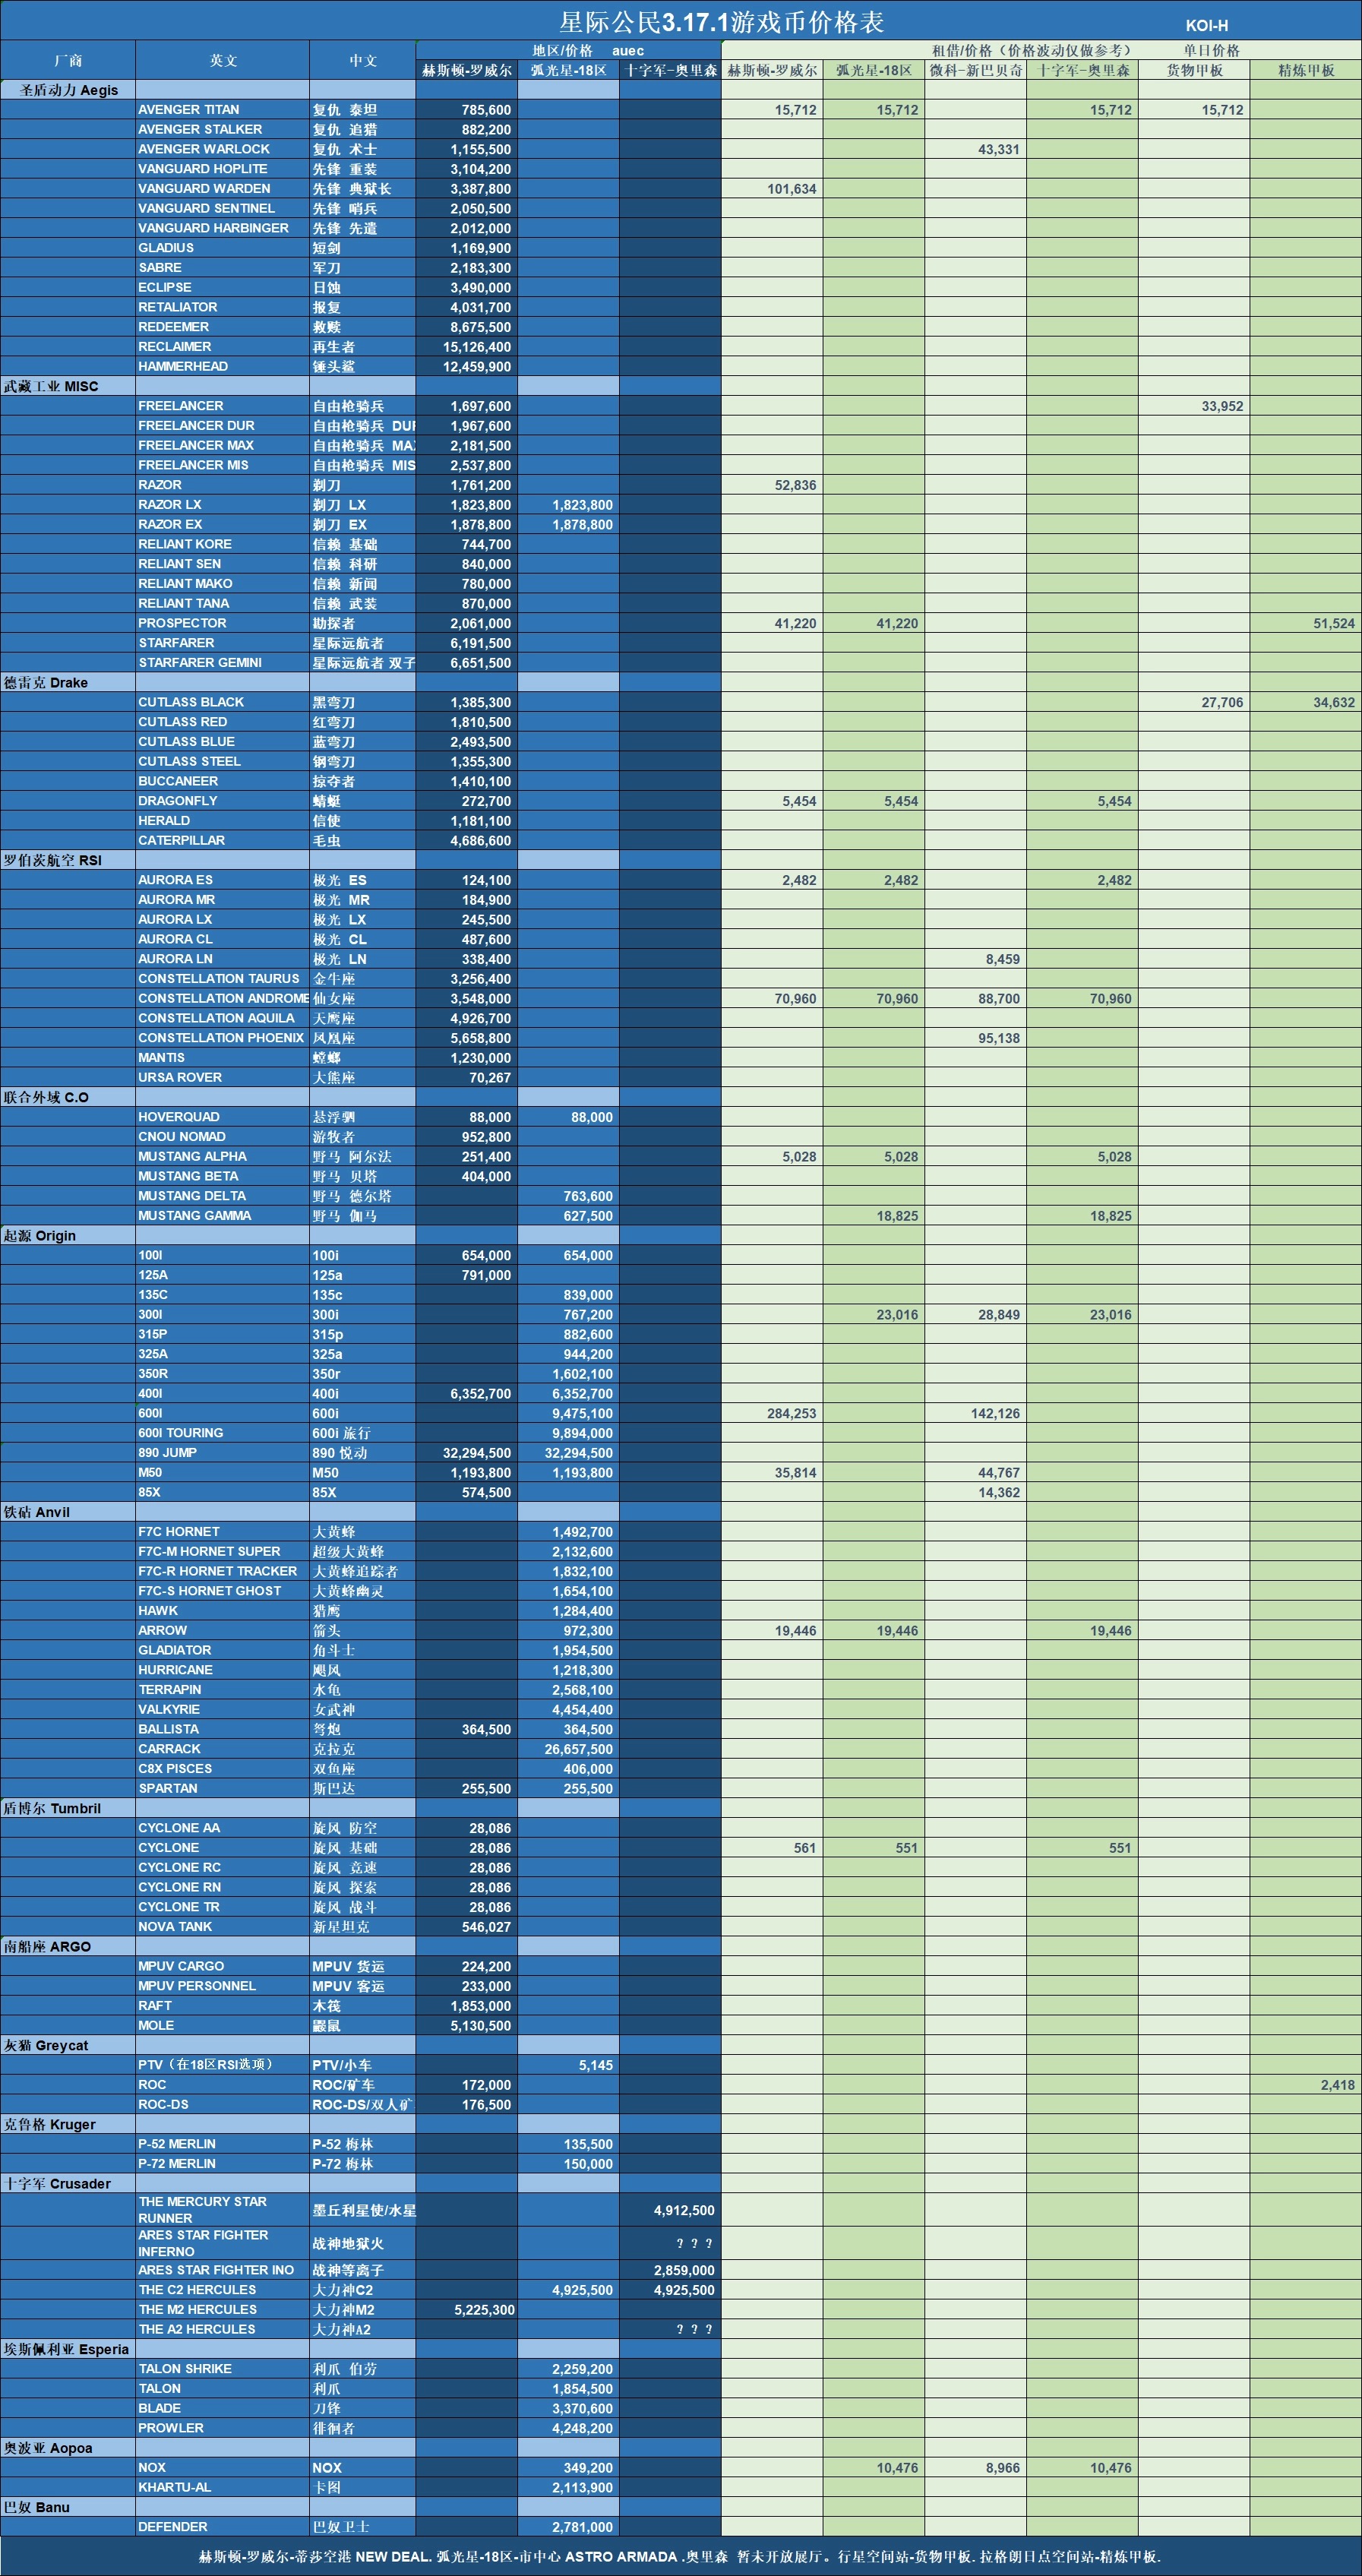 星际公民3.17.1游戏币价格表 KOI-H
地区/价格 auec 租借/价格（价格波动仅做参考） 单日价格
厂商 英文 中文 赫斯顿-罗威尔 弧光星-18区 十字军-奥里森 赫斯顿-罗威尔 弧光星-18区 微科-新巴贝奇 十字军-奥里森 货物甲板 精炼甲板
圣盾动力 Aegis
AVENGER TITAN 复仇 泰坦 785,600 15,712 15,712 15,712 15,712
AVENGER STALKER 复仇 追猎 882,200
AVENGER WARLOCK 复仇 术士 1,155,500 43,331
VANGUARD HOPLITE 先锋 重装 3,104,200
VANGUARD WARDEN 先锋 典狱长 3,387,800 101,634
VANGUARD SENTINEL 先锋 哨兵 2,050,500
VANGUARD HARBINGER 先锋 先遣 2,012,000
GLADIUS 短剑 1,169,900
SABRE 军刀 2,183,300
ECLIPSE 日蚀 3,490,000
RETALIATOR 报复 4,031,700
REDEEMER 救赎 8,675,500
RECLAIMER 再生者 15,126,400
HAMMERHEAD 锤头鲨 12,459,900
武藏工业 MISC
FREELANCER 自由枪骑兵 1,697,600 33,952
FREELANCER DUR 自由枪骑兵 DUR 1,967,600
FREELANCER MAX 自由枪骑兵 MAX 2,181,500
FREELANCER MIS 自由枪骑兵 MIS 2,537,800
RAZOR 剃刀 1,761,200 52,836
RAZOR LX 剃刀 LX 1,823,800 1,823,800
RAZOR EX 剃刀 EX 1,878,800 1,878,800
RELIANT KORE 信赖 基础 744,700
RELIANT SEN 信赖 科研 840,000
RELIANT MAKO 信赖 新闻 780,000
RELIANT TANA 信赖 武装 870,000
PROSPECTOR 勘探者 2,061,000 41,220 41,220 51,524
STARFARER 星际远航者 6,191,500
STARFARER GEMINI 星际远航者 双子 6,651,500
德雷克 Drake
CUTLASS BLACK 黑弯刀 1,385,300 27,706 34,632
CUTLASS RED 红弯刀 1,810,500
CUTLASS BLUE 蓝弯刀 2,493,500
CUTLASS STEEL 钢弯刀 1,355,300
BUCCANEER 掠夺者 1,410,100
DRAGONFLY 蜻蜓 272,700 5,454 5,454 5,454
HERALD 信使 1,181,100
CATERPILLAR 毛虫 4,686,600
罗伯茨航空 RSI
AURORA ES 极光 ES 124,100 2,482 2,482 2,482
AURORA MR 极光 MR 184,900
AURORA LX 极光 LX 245,500
AURORA CL 极光 CL 487,600
AURORA LN 极光 LN 338,400 8,459
CONSTELLATION TAURUS 金牛座 3,256,400
CONSTELLATION ANDROME 仙女座 3,548,000 70,960 70,960 88,700 70,960
CONSTELLATION AQUILA 天鹰座 4,926,700
CONSTELLATION PHOENIX 凤凰座 5,658,800 95,138
MANTIS 螳螂 1,230,000
URSA ROVER 大熊座 70,267
联合外域 C.O
HOVERQUAD 悬浮驷 88,000 88,000
CNOU NOMAD 游牧者 952,800
MUSTANG ALPHA 野马 阿尔法 251,400 5,028 5,028 5,028
MUSTANG BETA 野马 贝塔 404,000
MUSTANG DELTA 野马 德尔塔 763,600
MUSTANG GAMMA 野马 伽马 627,500 18,825 18,825
起源 Origin
100I 100i 654,000 654,000
125A 125a 791,000
135C 135c 839,000
300I 300i 767,200 23,016 28,849 23,016
315P 315p 882,600
325A 325a 944,200
350R 350r 1,602,100
400I 400i 6,352,700 6,352,700
600I 600i 9,475,100 284,253 142,126
600I TOURING 600i 旅行 9,894,000
890 JUMP 890 悦动 32,294,500 32,294,500
M50 M50 1,193,800 1,193,800 35,814 44,767
85X 85X 574,500 14,362
铁砧 Anvil
F7C HORNET 大黄蜂 1,492,700
F7C-M HORNET SUPER 超级大黄蜂 2,132,600
F7C-R HORNET TRACKER 大黄蜂追踪者 1,832,100
F7C-S HORNET GHOST 大黄蜂幽灵 1,654,100
HAWK 猎鹰 1,284,400
ARROW 箭头 972,300 19,446 19,446 19,446
GLADIATOR 角斗士 1,954,500
HURRICANE 飓风 1,218,300
TERRAPIN 水龟 2,568,100
VALKYRIE 女武神 4,454,400
BALLISTA 弩炮 364,500 364,500
CARRACK 克拉克 26,657,500
C8X PISCES 双鱼座 406,000
SPARTAN 斯巴达 255,500 255,500
盾博尔 Tumbril
CYCLONE AA 旋风 防空 28,086
CYCLONE 旋风 基础 28,086 561 551 551
CYCLONE RC 旋风 竞速 28,086
CYCLONE RN 旋风 探索 28,086
CYCLONE TR 旋风 战斗 28,086
NOVA TANK 新星坦克 546,027
南船座 ARGO
MPUV CARGO MPUV 货运 224,200
MPUV PERSONNEL MPUV 客运 233,000
RAFT 木筏 1,853,000
MOLE 鼹鼠 5,130,500
灰猫 Greycat
PTV（在18区RSI选项） PTV/小车 5,145
ROC ROC/矿车 172,000 2,418
ROC-DS ROC-DS/双人矿 176,500
克鲁格 Kruger
P-52 MERLIN P-52 梅林 135,500
P-72 MERLIN P-72 梅林 150,000
十字军 Crusader
THE MERCURY STAR
RUNNER 墨丘利星使/水星 4,912,500
ARES STAR FIGHTER
INFERNO 战神地狱火 ？？？
ARES STAR FIGHTER INO 战神等离子 2,859,000
THE C2 HERCULES 大力神C2 4,925,500 4,925,500
THE M2 HERCULES 大力神M2 5,225,300
THE A2 HERCULES 大力神A2 ？？？
埃斯佩利亚 Esperia
TALON SHRIKE 利爪 伯劳 2,259,200
TALON 利爪 1,854,500
BLADE 刀锋 3,370,600
PROWLER 徘徊者 4,248,200
奥波亚 Aopoa
NOX NOX 349,200 10,476 8,966 10,476
KHARTU-AL 卡图 2,113,900
巴奴 Banu
DEFENDER 巴奴卫士 2,781,000
赫斯顿-罗威尔-蒂莎空港 NEW DEAL. 弧光星-18区-市中心 ASTRO ARMADA .奥里森 暂未开放展厅。行星空间站-货物甲板. 拉格朗日点空间站-精炼甲板.